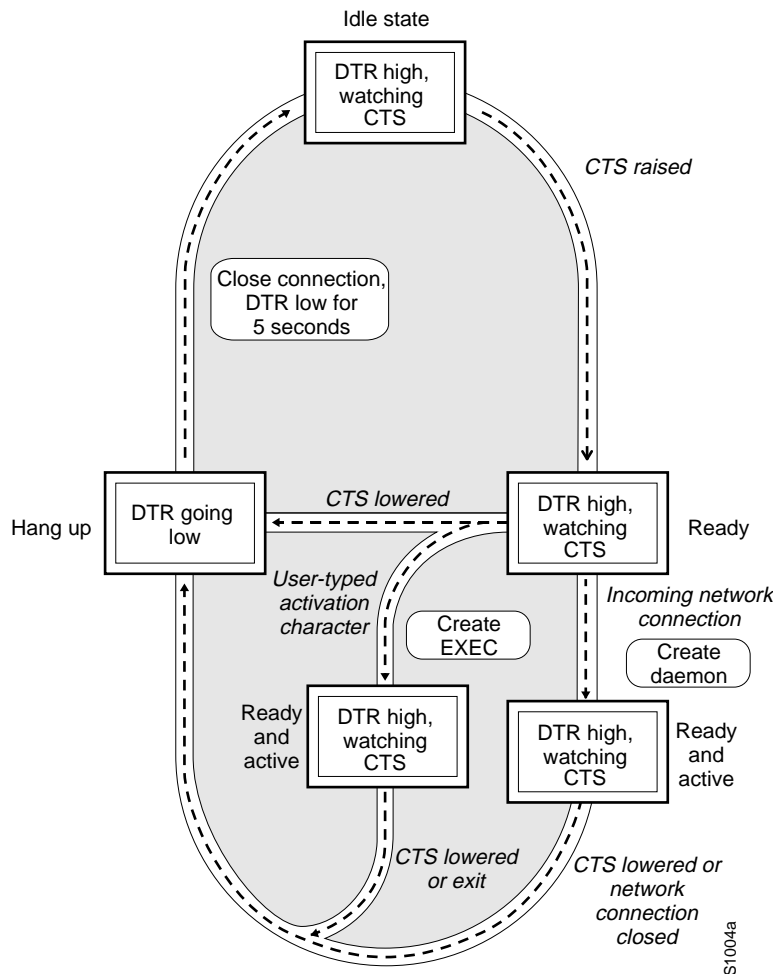 Idle state
DTR high,
watching
CTS
CTS raised
Close connection,
DTR low for
5 seconds
Hang up
DTR going
low
CTS lowered
DTR high,
watching
CTS
Ready
User-typed
activation
character
Create
EXEC
Incoming network
connection
Create
daemon
Ready
and
active
DTR high,
watching
CTS
DTR high,
watching
CTS
Ready
and
active
CTS lowered
or exit
CTS lowered or
network
connection
closed
S1004a